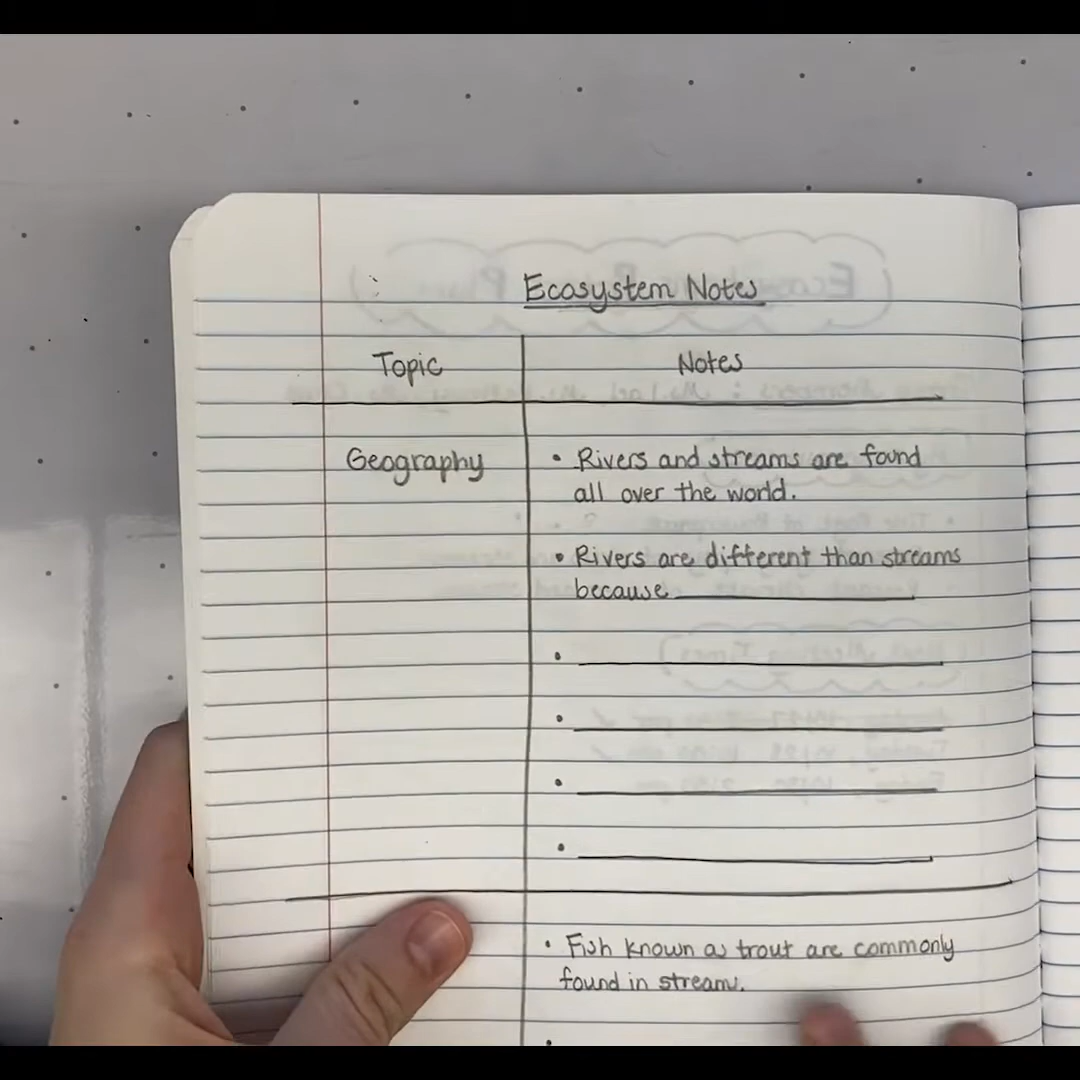 Ecosystem Notes
Topic Notes
Geography
• Rivers and streams are found
all over the world.
• Rivers are different than streams
because
• Fish known as trout are commonly
found in streams.